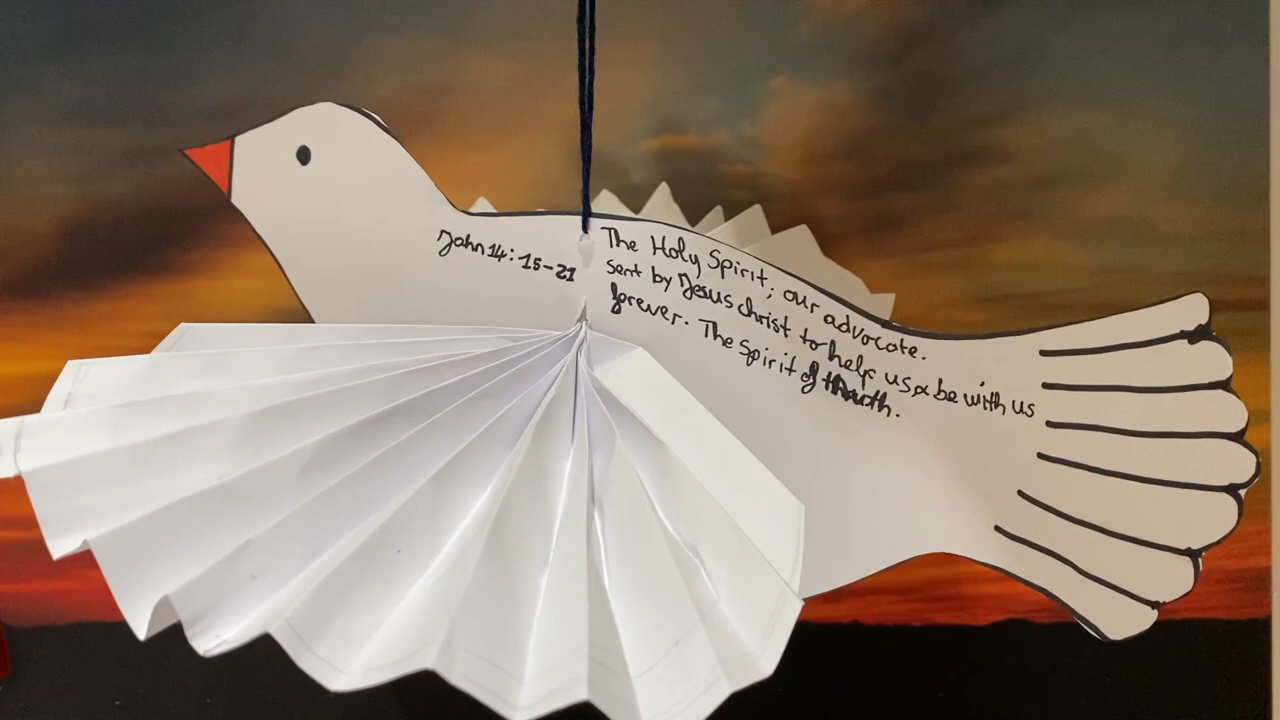 John 14:15-21
The Holy Spirit; our advocate.
Sent by Jesus Christ to help us & be with us
forever. The Spirit of truth.